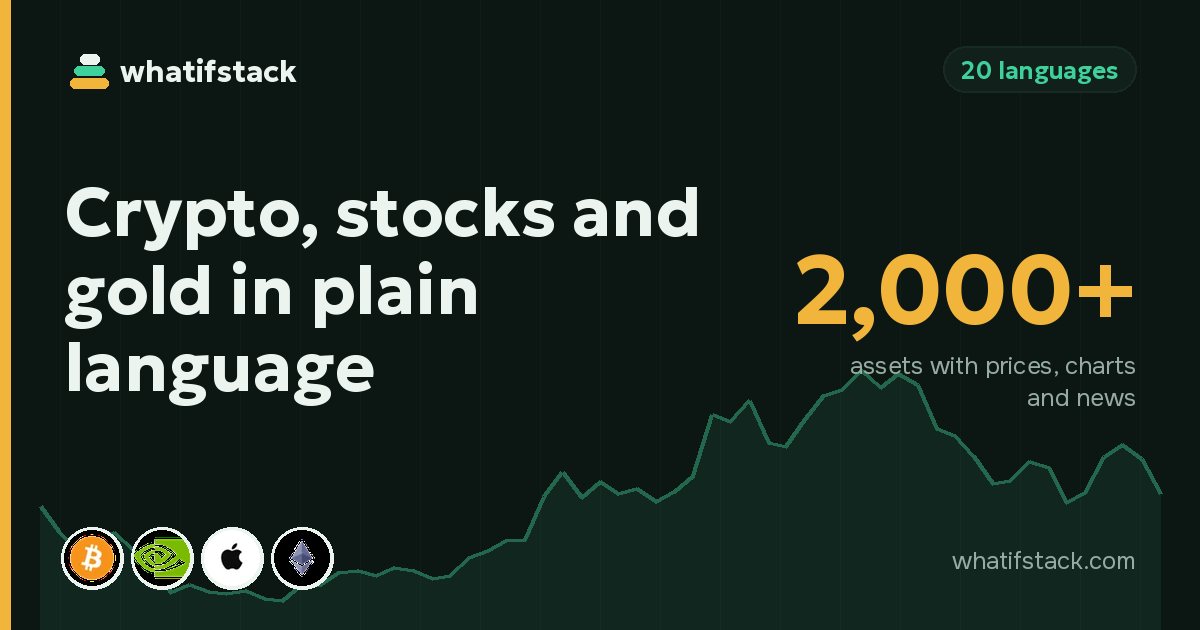 whatifstack
20 languages
Crypto, stocks and
gold in plain
language
2,000+
assets with prices, charts
and news
whatifstack.com